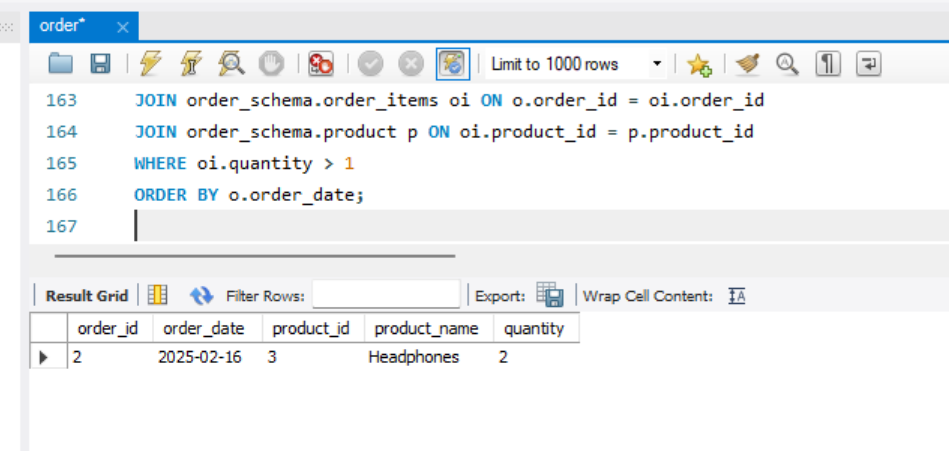 order*
Limit to 1000 rows
163 JOIN order_schema.order_items oi ON o.order_id = oi.order_id
164 JOIN order_schema.product p ON oi.product_id = p.product_id
165 WHERE oi.quantity > 1
166 ORDER BY o.order_date;
167
Result Grid Filter Rows: Export: Wrap Cell Content:
order_id order_date product_id product_name quantity
2 2025-02-16 3 Headphones 2